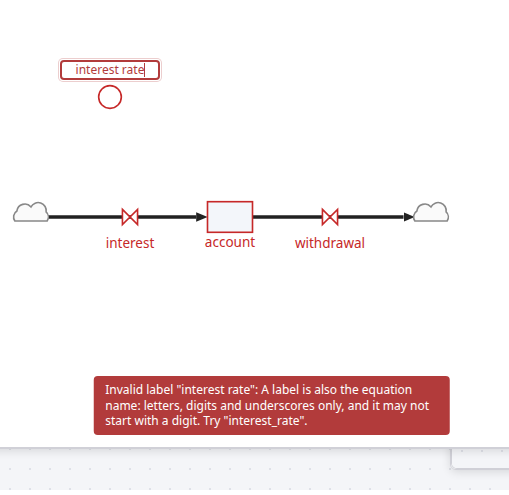 interest rate
interest
account
withdrawal
Invalid label "interest rate": A label is also the equation
name: letters, digits and underscores only, and it may not
start with a digit. Try "interest_rate".